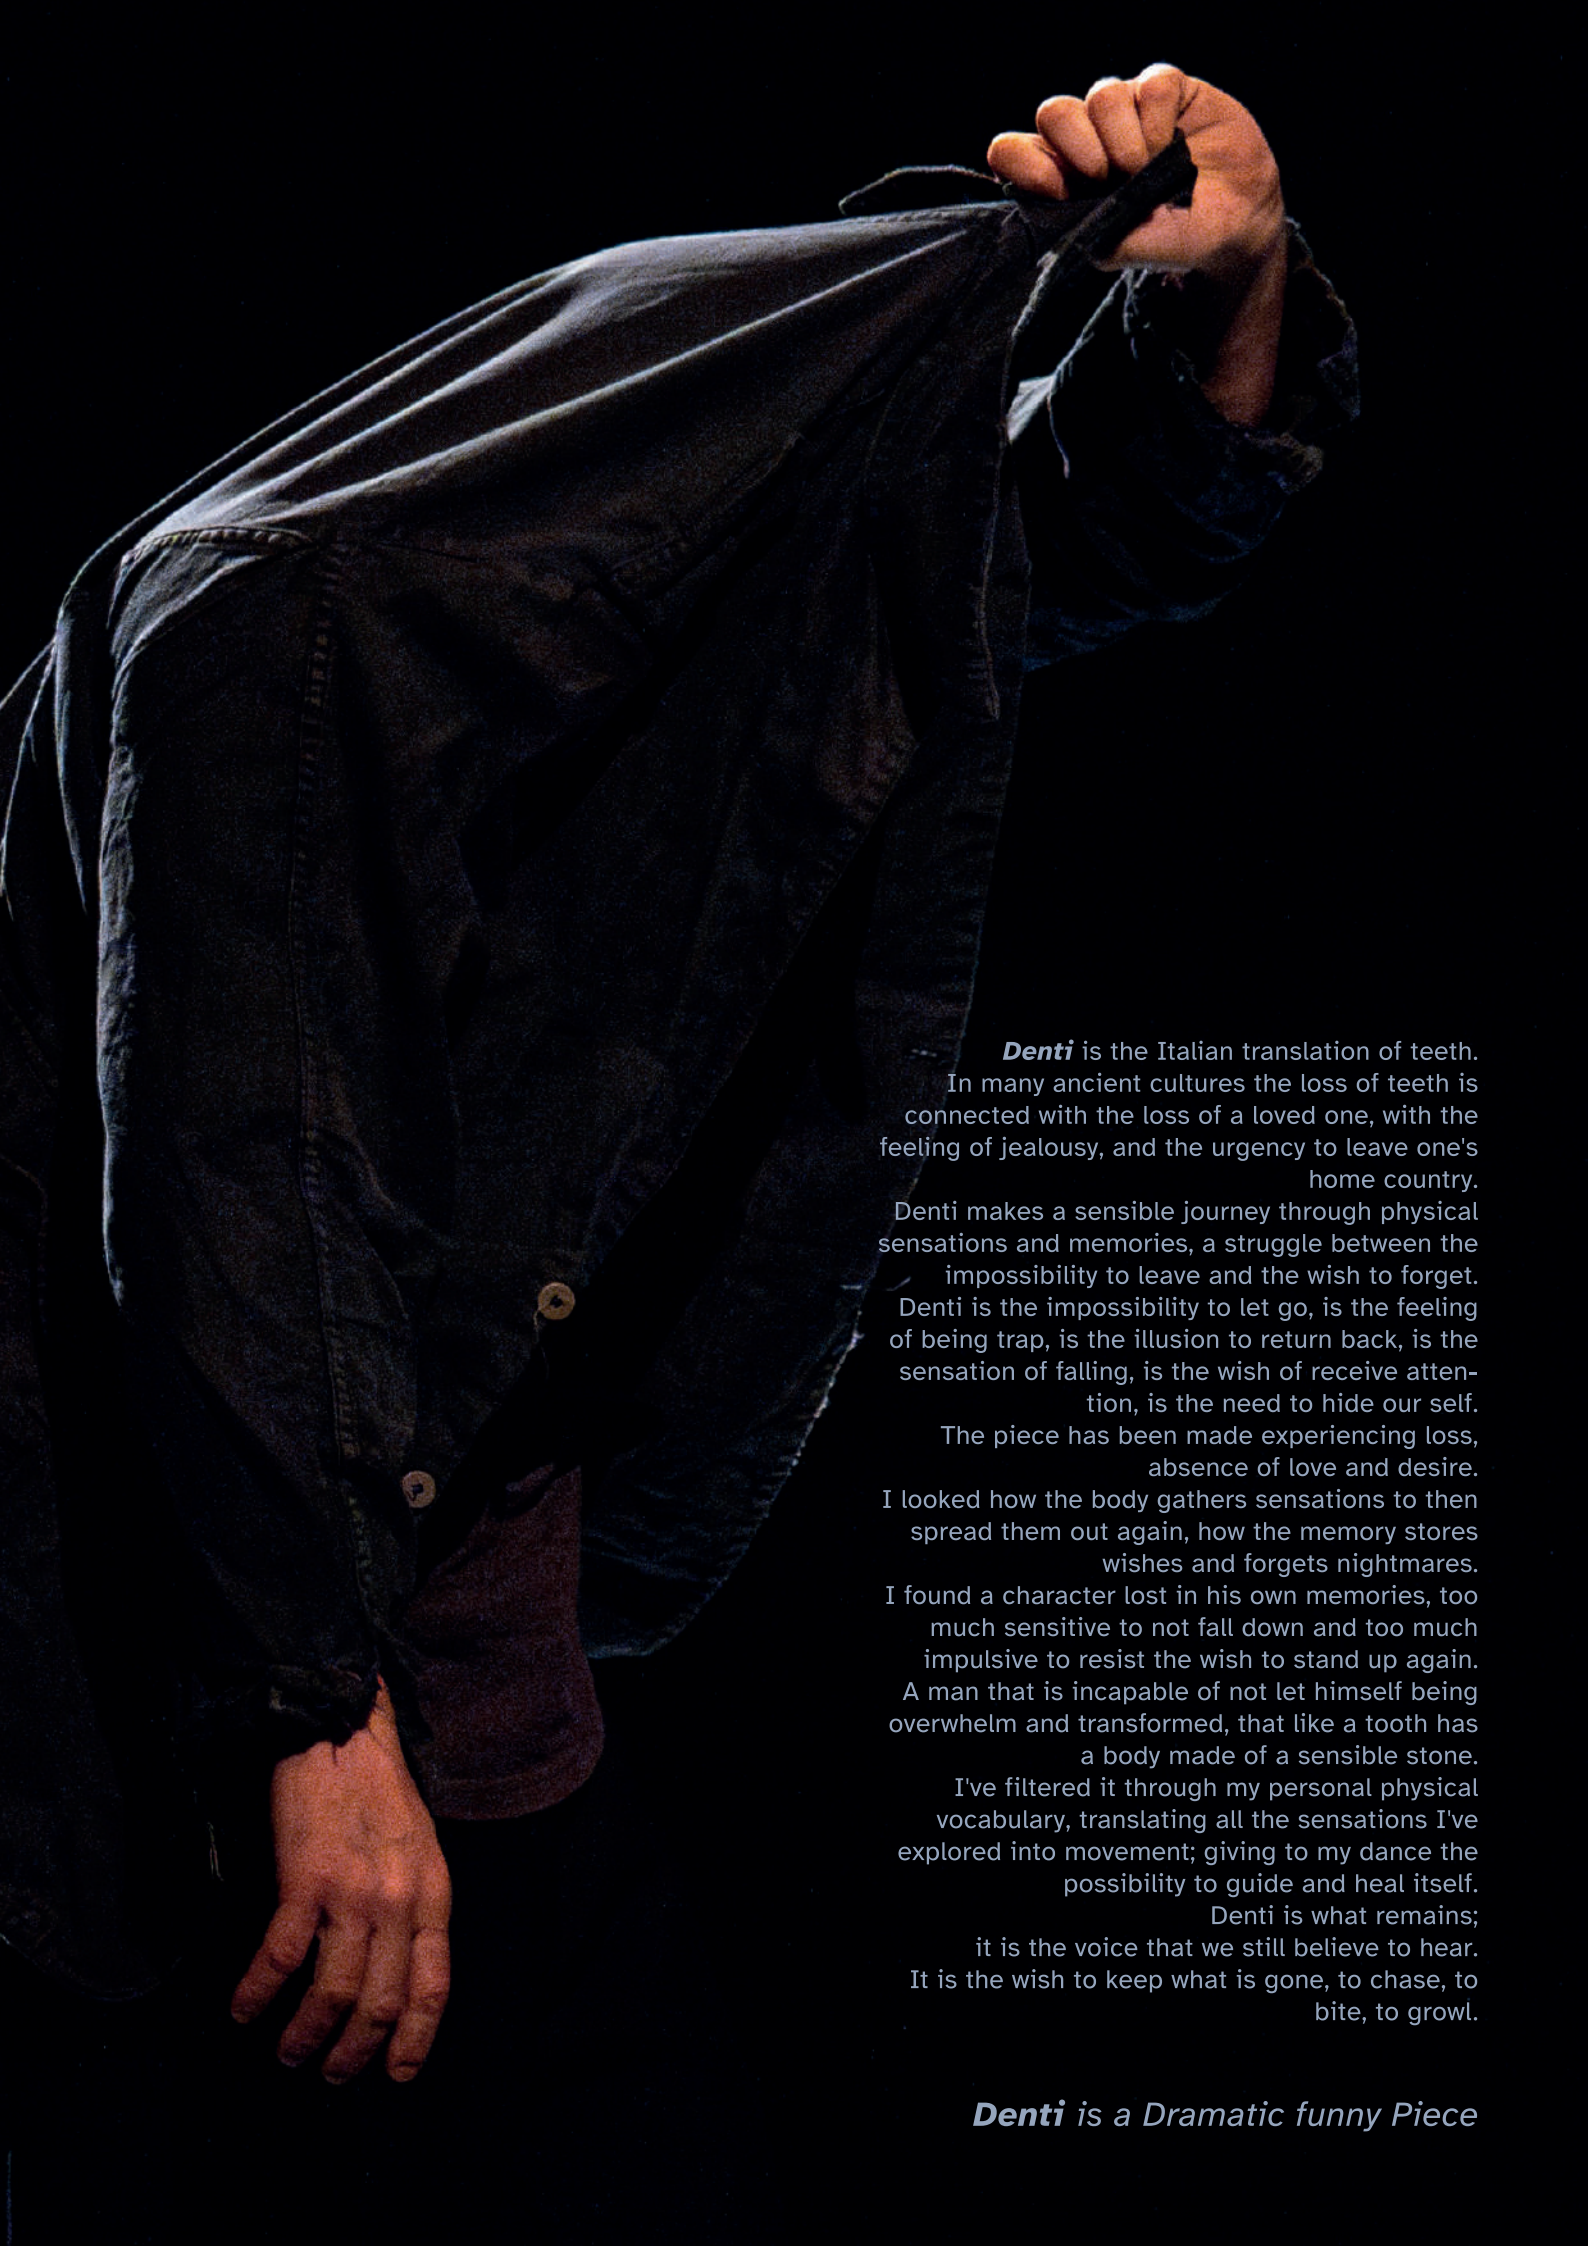 Denti is the Italian translation of teeth.
In many ancient cultures the loss of teeth is
connected with the loss of a loved one, with the
feeling of jealousy, and the urgency to leave one's
home country.
Denti makes a sensible journey through physical
sensations and memories, a struggle between the
impossibility to leave and the wish to forget.
Denti is the impossibility to let go, is the feeling
of being trap, is the illusion to return back, is the
sensation of falling, is the wish of receive atten-
tion, is the need to hide our self.
The piece has been made experiencing loss,
absence of love and desire.
I looked how the body gathers sensations to then
spread them out again, how the memory stores
wishes and forgets nightmares.
I found a character lost in his own memories, too
much sensitive to not fall down and too much
impulsive to resist the wish to stand up again.
A man that is incapable of not let himself being
overwhelm and transformed, that like a tooth has
a body made of a sensible stone.
I've filtered it through my personal physical
vocabulary, translating all the sensations I've
explored into movement; giving to my dance the
possibility to guide and heal itself.
Denti is what remains;
it is the voice that we still believe to hear.
It is the wish to keep what is gone, to chase, to
bite, to growl.
Denti is a Dramatic funny Piece